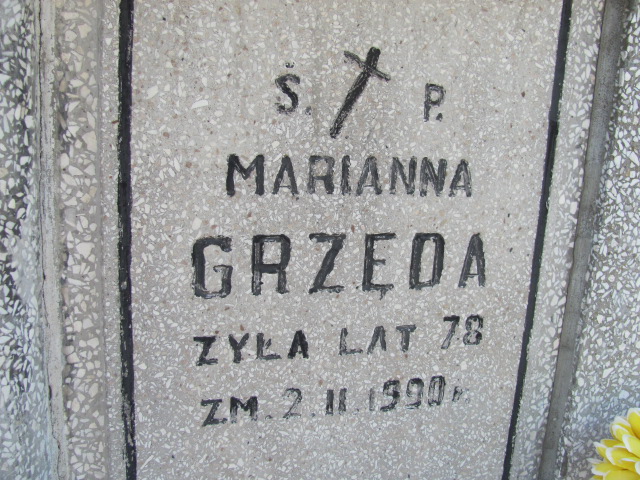 Ś. P.
MARIANNA
GRZĘDA
ŻYŁA LAT 78
ZM. 2.II.1990 r.